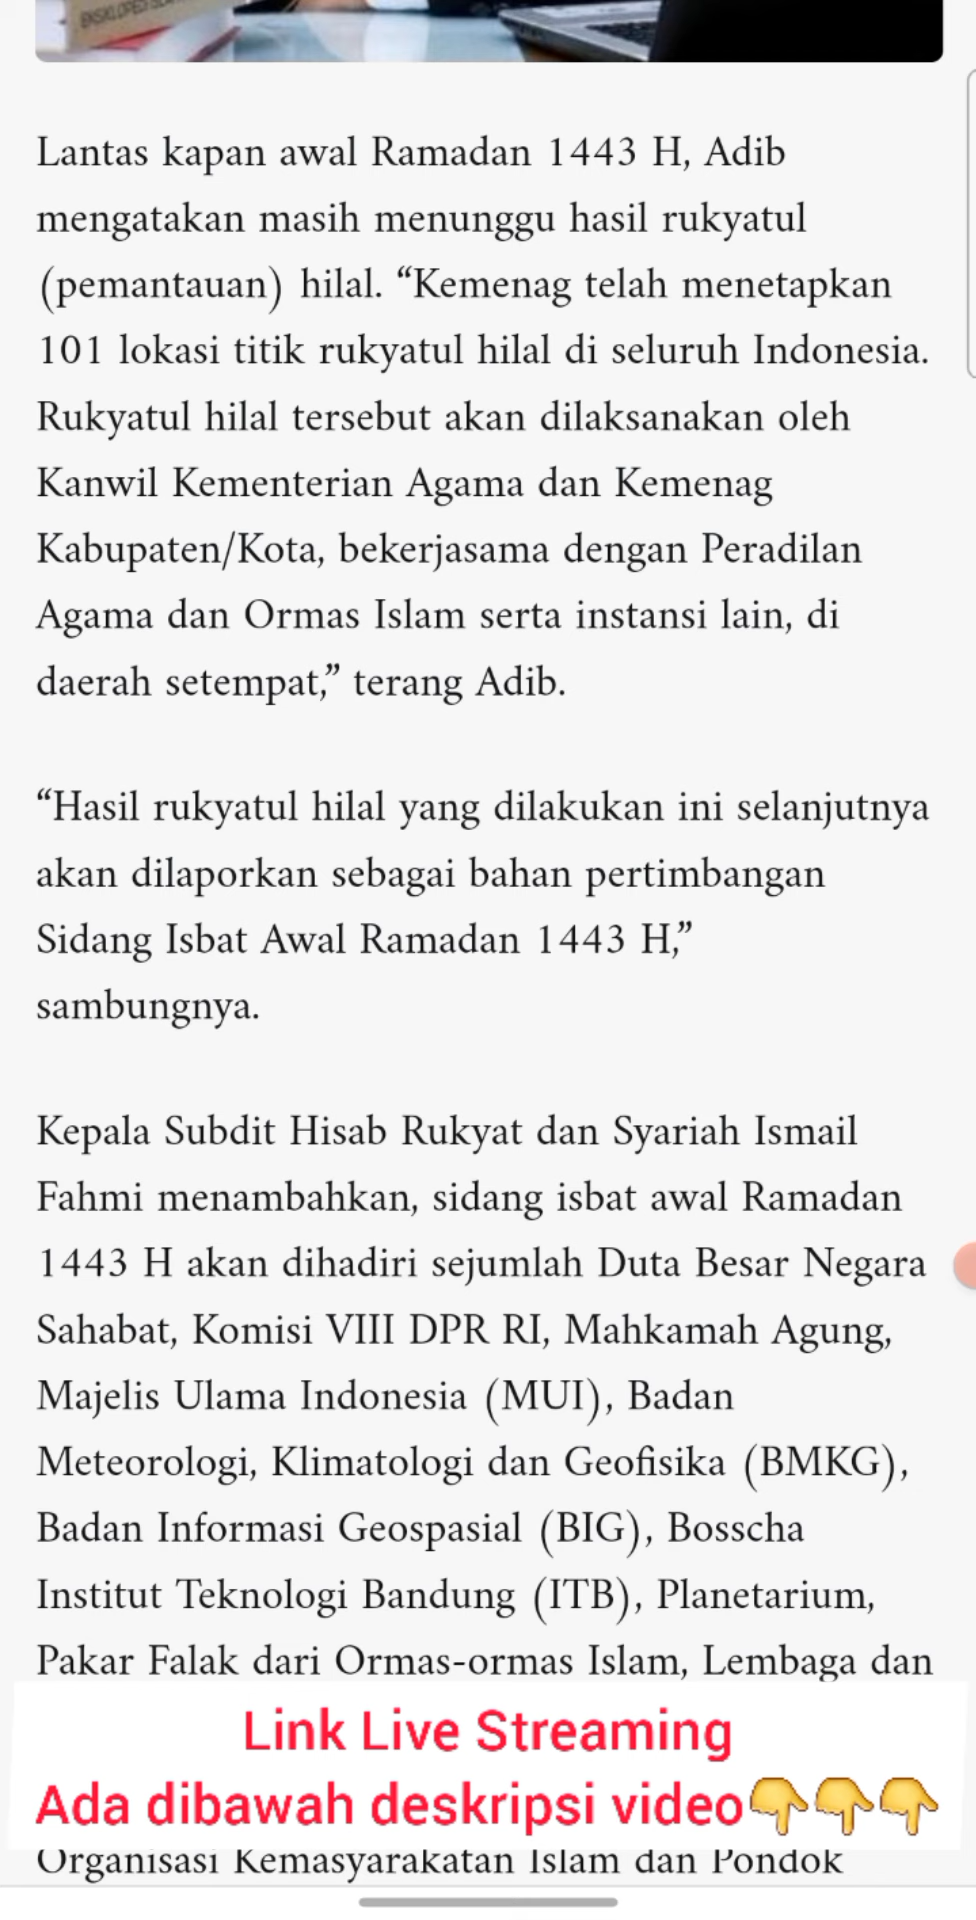 EKSIKLOPEDI
Lantas kapan awal Ramadan 1443 H, Adib
mengatakan masih menunggu hasil rukyatul
(pemantauan) hilal. “Kemenag telah menetapkan
101 lokasi titik rukyatul hilal di seluruh Indonesia.
Rukyatul hilal tersebut akan dilaksanakan oleh
Kanwil Kementerian Agama dan Kemenag
Kabupaten/Kota, bekerjasama dengan Peradilan
Agama dan Ormas Islam serta instansi lain, di
daerah setempat,” terang Adib.
“Hasil rukyatul hilal yang dilakukan ini selanjutnya
akan dilaporkan sebagai bahan pertimbangan
Sidang Isbat Awal Ramadan 1443 H,”
sambungnya.
Kepala Subdit Hisab Rukyat dan Syariah Ismail
Fahmi menambahkan, sidang isbat awal Ramadan
1443 H akan dihadiri sejumlah Duta Besar Negara
Sahabat, Komisi VIII DPR RI, Mahkamah Agung,
Majelis Ulama Indonesia (MUI), Badan
Meteorologi, Klimatologi dan Geofisika (BMKG),
Badan Informasi Geospasial (BIG), Bosscha
Institut Teknologi Bandung (ITB), Planetarium,
Pakar Falak dari Ormas-ormas Islam, Lembaga dan
Link Live Streaming
Ada dibawah deskripsi video👇👇👇
Organisasi Kemasyarakatan Islam dan Pondok